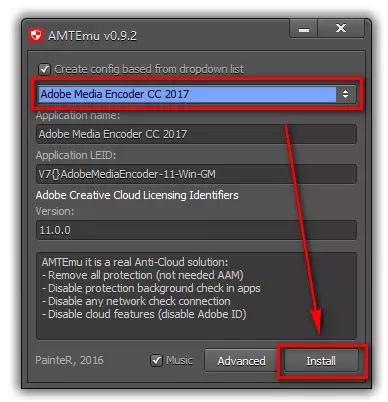 AMTEmu v0.9.2
Create config based from dropdown list
Adobe Media Encoder CC 2017
Application name:
Adobe Media Encoder CC 2017
Application LEID:
V7{}AdobeMediaEncoder-11-Win-GM
Adobe Creative Cloud Licensing Identifiers
Version:
11.0.0
AMTEmu it is a real Anti-Cloud solution:
- Remove all protection (not needed AAM)
- Disable protection background check in apps
- Disable any network check connection
- Disable cloud features (disable Adobe ID)
PainteR, 2016 Music Advanced Install